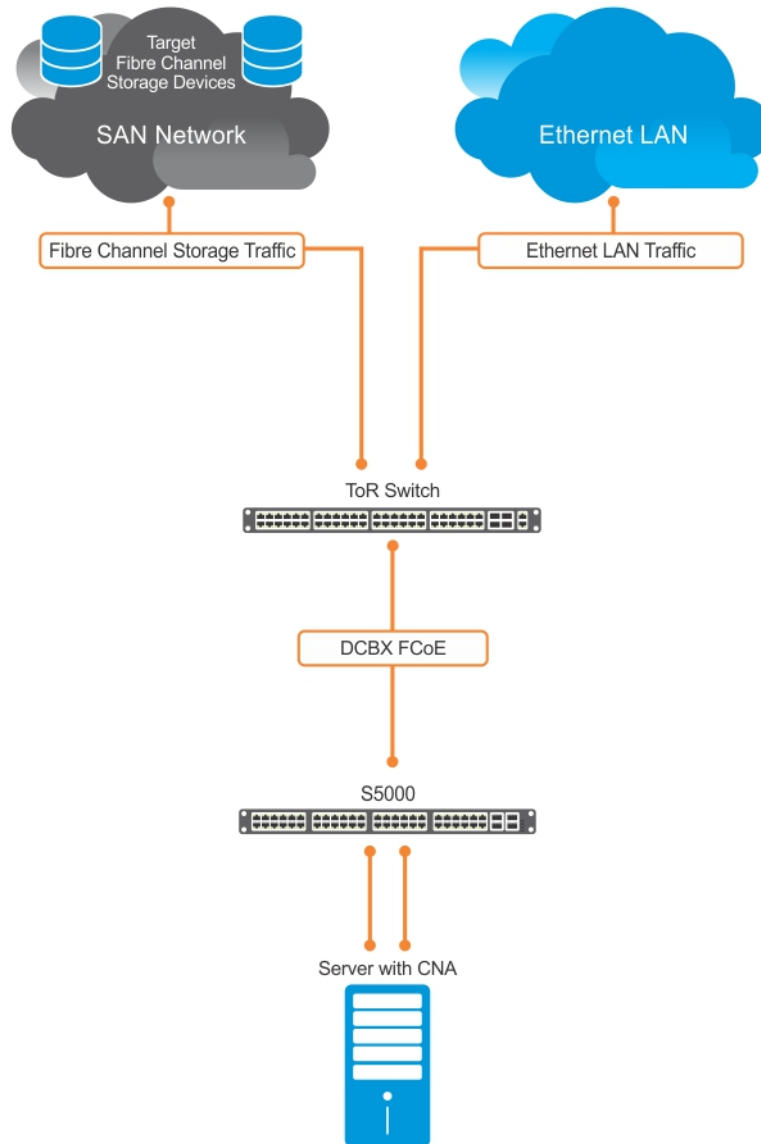 Target
Fibre Channel
Storage Devices
SAN Network
Ethernet LAN
Fibre Channel Storage Traffic
Ethernet LAN Traffic
ToR Switch
DCBX FCoE
S5000
Server with CNA